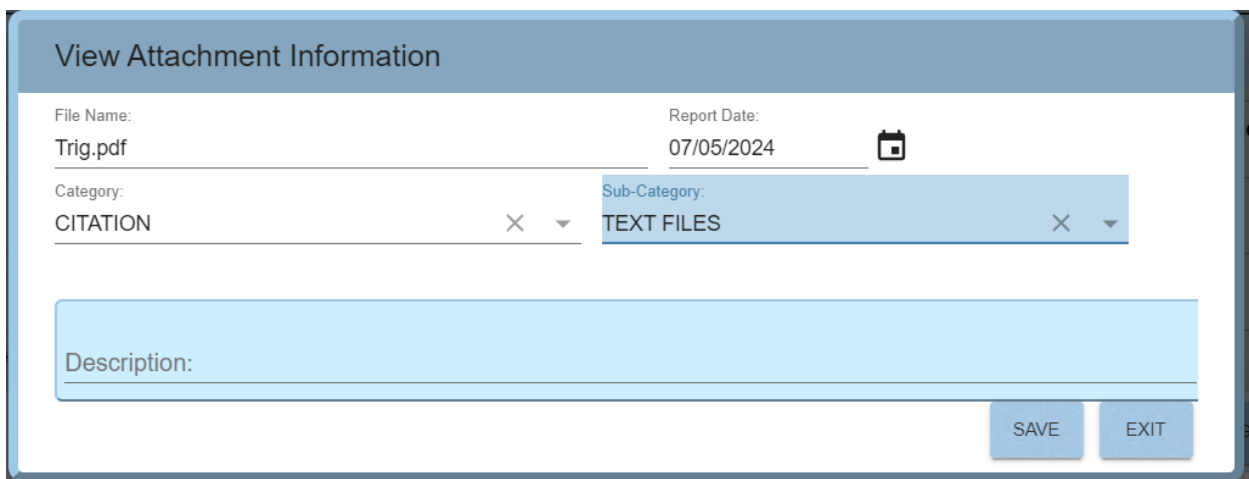 View Attachment Information
File Name:
Trig.pdf
Report Date:
07/05/2024
Category:
CITATION
Sub-Category:
TEXT FILES
Description:
SAVE
EXIT